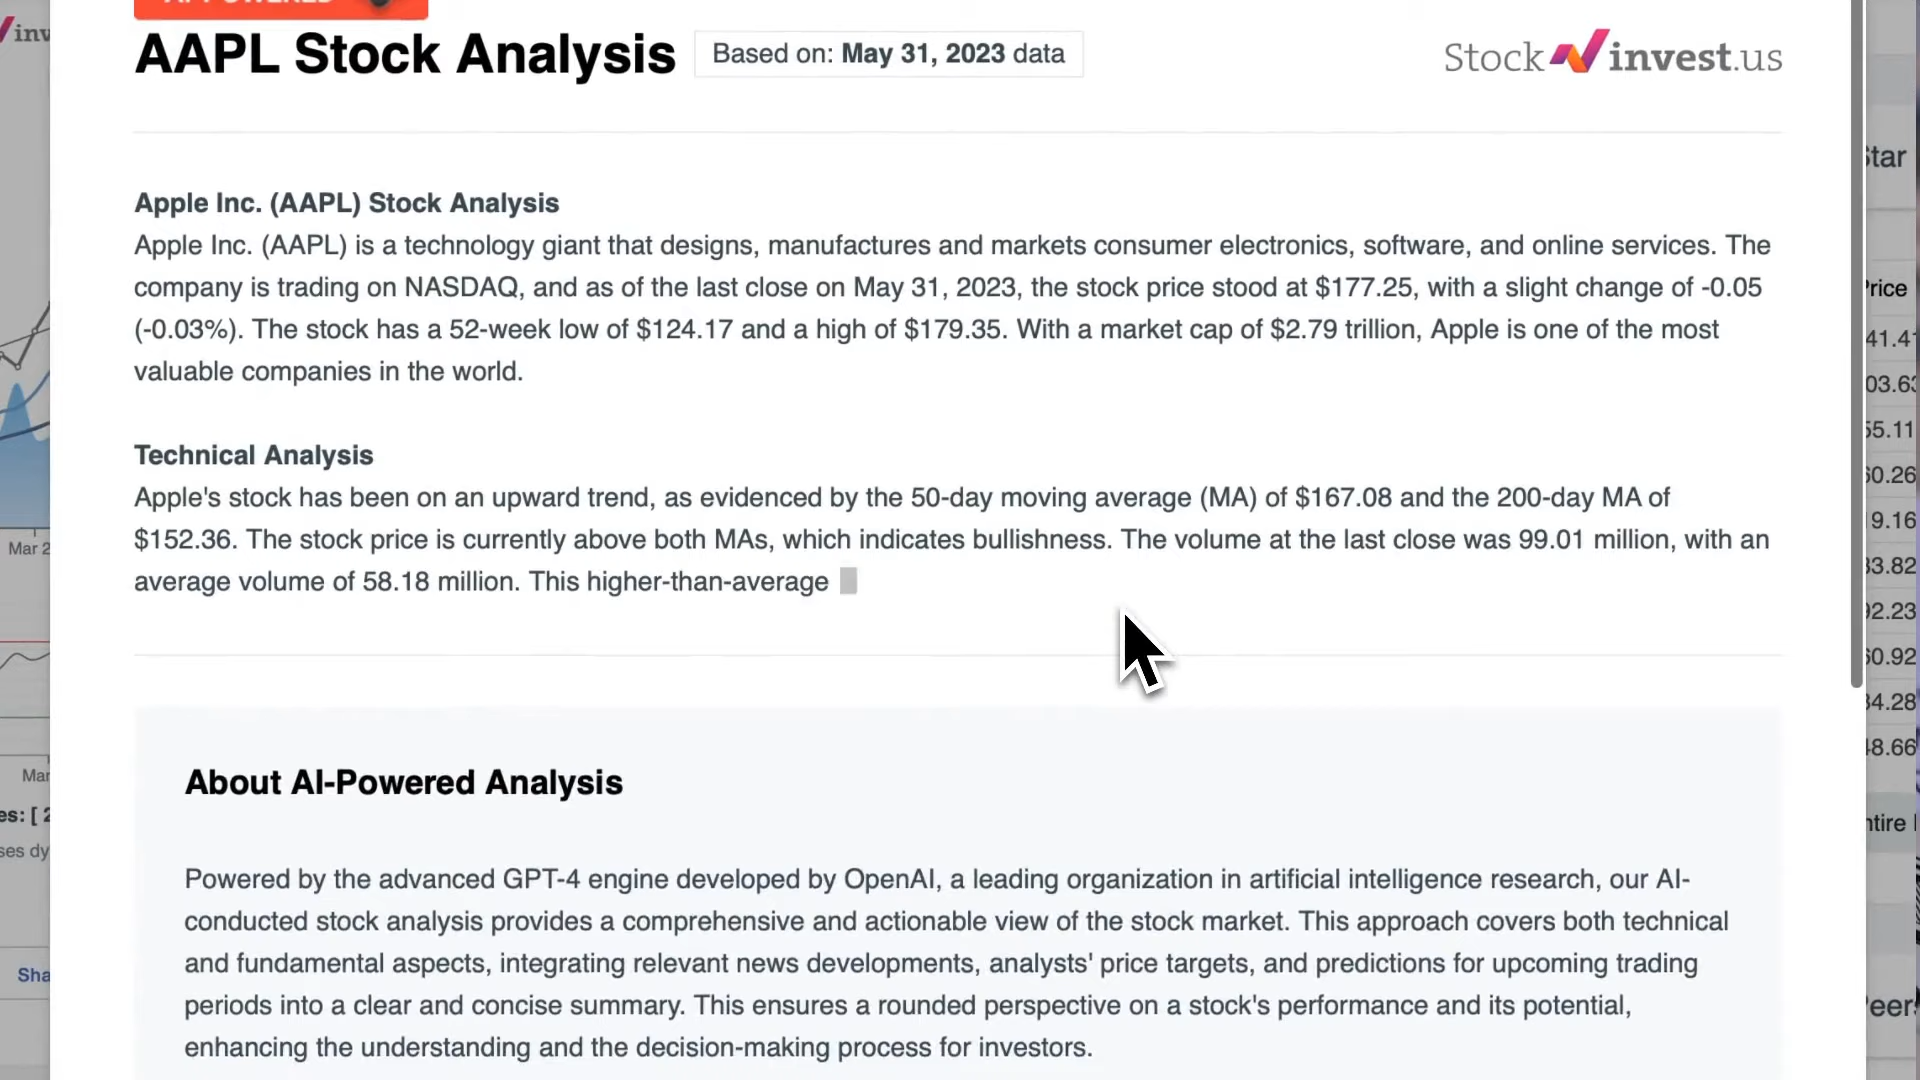 AAPL Stock Analysis
Based on: May 31, 2023 data
Stock invest.us
Apple Inc. (AAPL) Stock Analysis
Apple Inc. (AAPL) is a technology giant that designs, manufactures and markets consumer electronics, software, and online services. The
company is trading on NASDAQ, and as of the last close on May 31, 2023, the stock price stood at $177.25, with a slight change of -0.05
(-0.03%). The stock has a 52-week low of $124.17 and a high of $179.35. With a market cap of $2.79 trillion, Apple is one of the most
valuable companies in the world.
Technical Analysis
Apple's stock has been on an upward trend, as evidenced by the 50-day moving average (MA) of $167.08 and the 200-day MA of
$152.36. The stock price is currently above both MAs, which indicates bullishness. The volume at the last close was 99.01 million, with an
average volume of 58.18 million. This higher-than-average
About AI-Powered Analysis
Powered by the advanced GPT-4 engine developed by OpenAI, a leading organization in artificial intelligence research, our AI-
conducted stock analysis provides a comprehensive and actionable view of the stock market. This approach covers both technical
and fundamental aspects, integrating relevant news developments, analysts' price targets, and predictions for upcoming trading
periods into a clear and concise summary. This ensures a rounded perspective on a stock's performance and its potential,
enhancing the understanding and the decision-making process for investors.